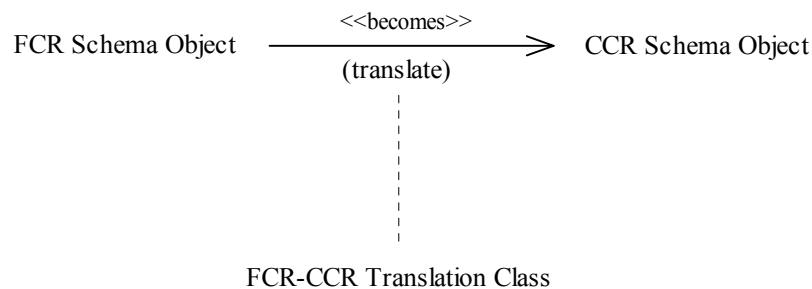 <<becomes>>
FCR Schema Object
CCR Schema Object
(translate)
FCR-CCR Translation Class